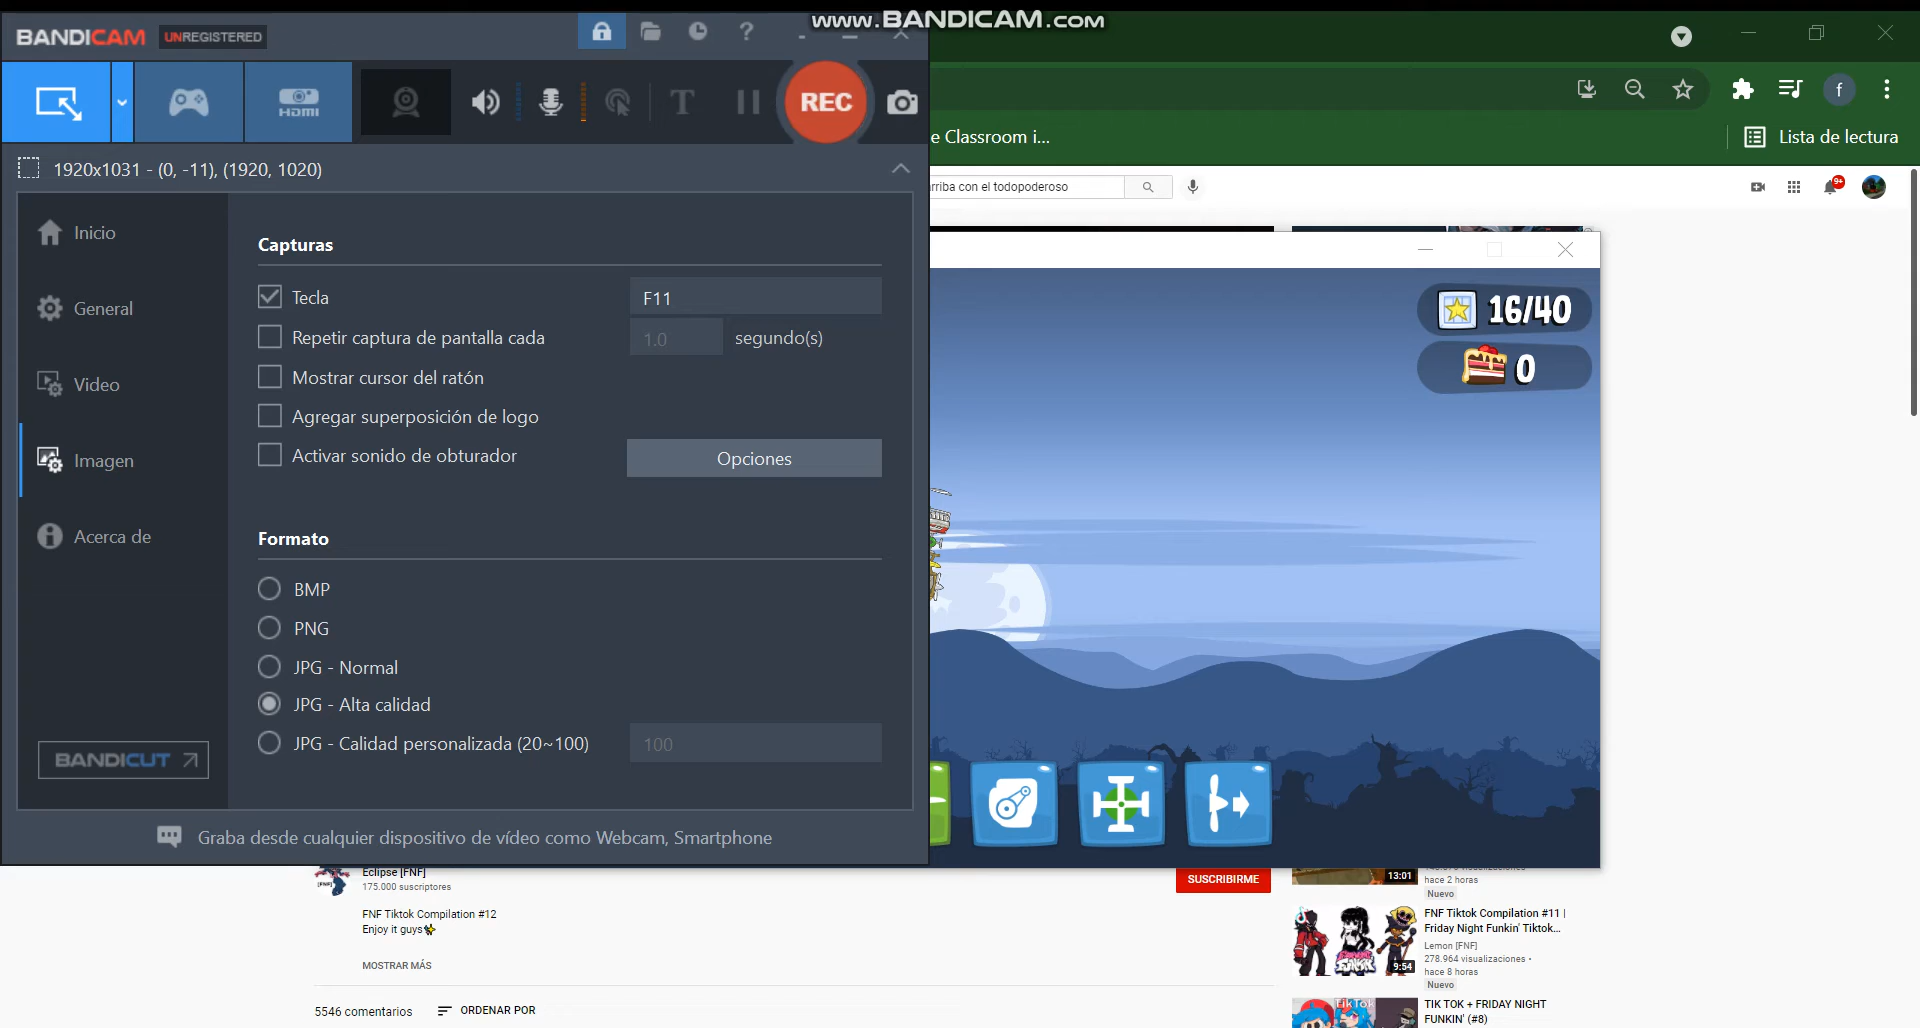 www.BANDICAM.com
BANDICAM UNREGISTERED
?
HDMI
T
REC
f
e Classroom i...
Lista de lectura
1920x1031 - (0, -11), (1920, 1020)
rriba con el todopoderoso
9+
Inicio
General
Video
Imagen
Acerca de
BANDICUT
Capturas
Tecla
F11
Repetir captura de pantalla cada
1.0
segundo(s)
Mostrar cursor del ratón
Agregar superposición de logo
Activar sonido de obturador
Opciones
Formato
BMP
PNG
JPG - Normal
JPG - Alta calidad
JPG - Calidad personalizada (20~100)
100
Graba desde cualquier dispositivo de vídeo como Webcam, Smartphone
16/40
0
Eclipse [FNF]
175.000 suscriptores
SUSCRIBIRME
FNF Tiktok Compilation #12
Enjoy it guys
MOSTRAR MÁS
5546 comentarios
ORDENAR POR
13:01
hace 2 horas
Nuevo
9:54
FNF Tiktok Compilation #11 |
Friday Night Funkin' Tiktok...
Lemon [FNF]
278.964 visualizaciones •
hace 8 horas
Nuevo
TikTok
TIK TOK + FRIDAY NIGHT
FUNKIN' (#8)